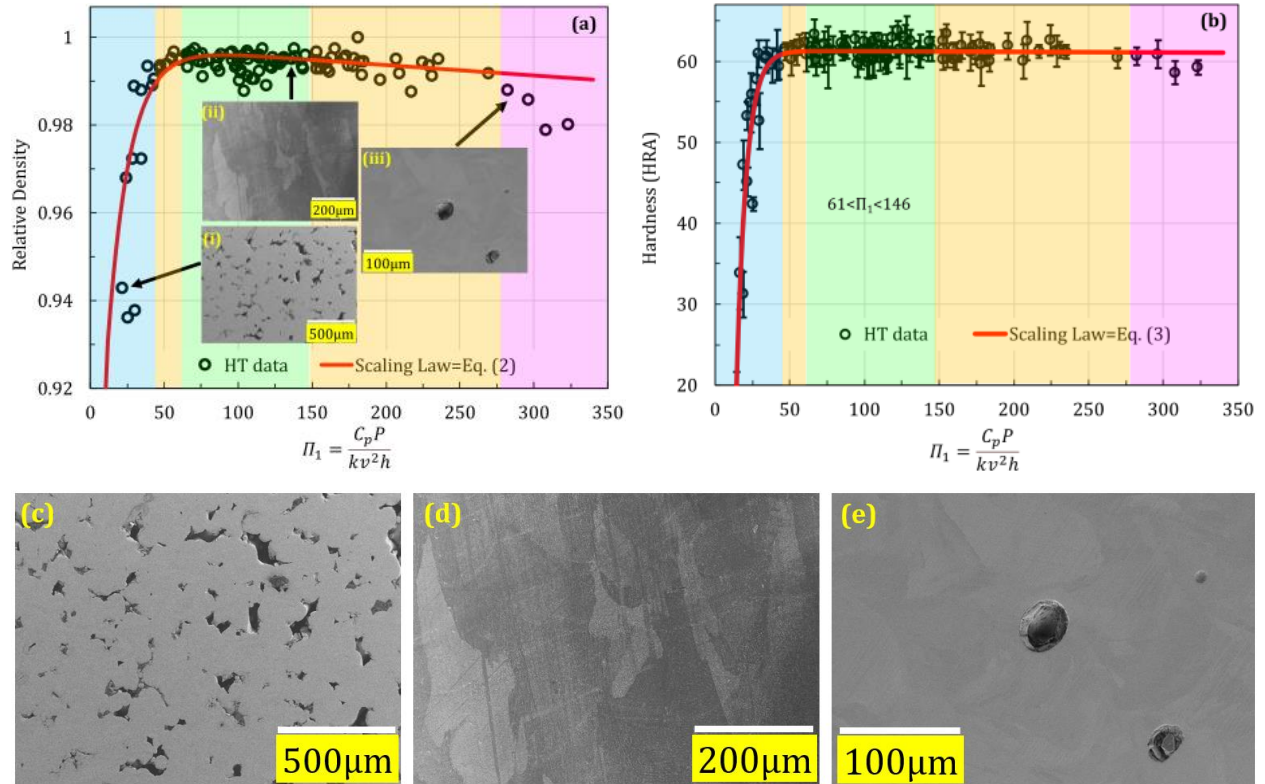 (a)
1
0.98
0.96
0.94
0.92
Relative Density
(ii)
200μm
(iii)
100μm
(i)
500μm
HT data
Scaling Law=Eq. (2)
0 50 100 150 200 250 300 350
Π₁ = CₚP / kv²h
(b)
70
60
50
40
30
20
Hardness (HRA)
61<Π₁<146
HT data
Scaling Law=Eq. (3)
0 50 100 150 200 250 300 350
Π₁ = CₚP / kv²h
(c)
500μm
(d)
200μm
(e)
100μm